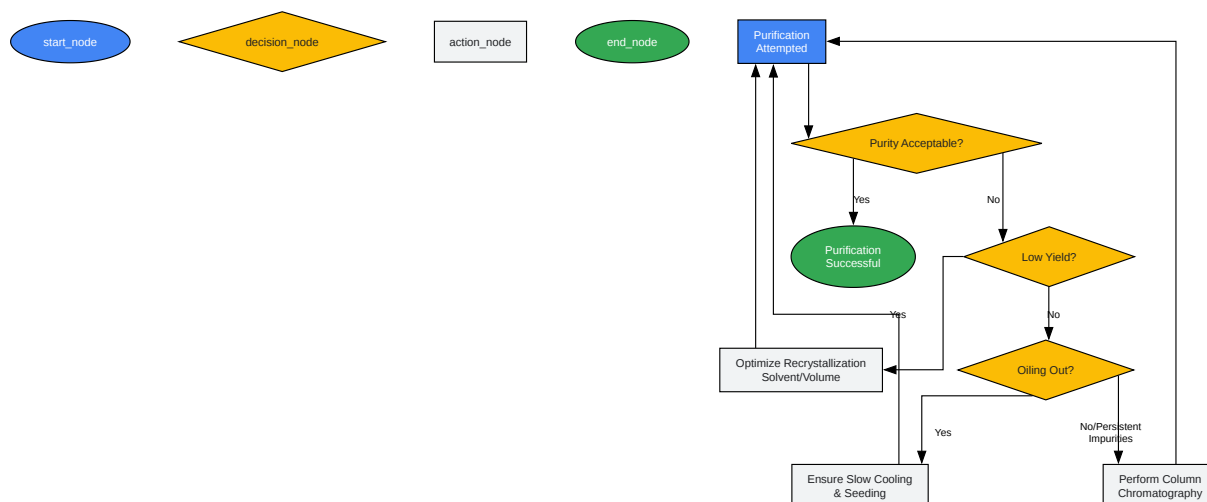 start_node
decision_node
action_node
end_node
Purification
Attempted
Purity Acceptable?
Yes
No
Purification
Successful
Low Yield?
Yes
No
Optimize Recrystallization
Solvent/Volume
Oiling Out?
Yes
No/Persistent
Impurities
Ensure Slow Cooling
& Seeding
Perform Column
Chromatography